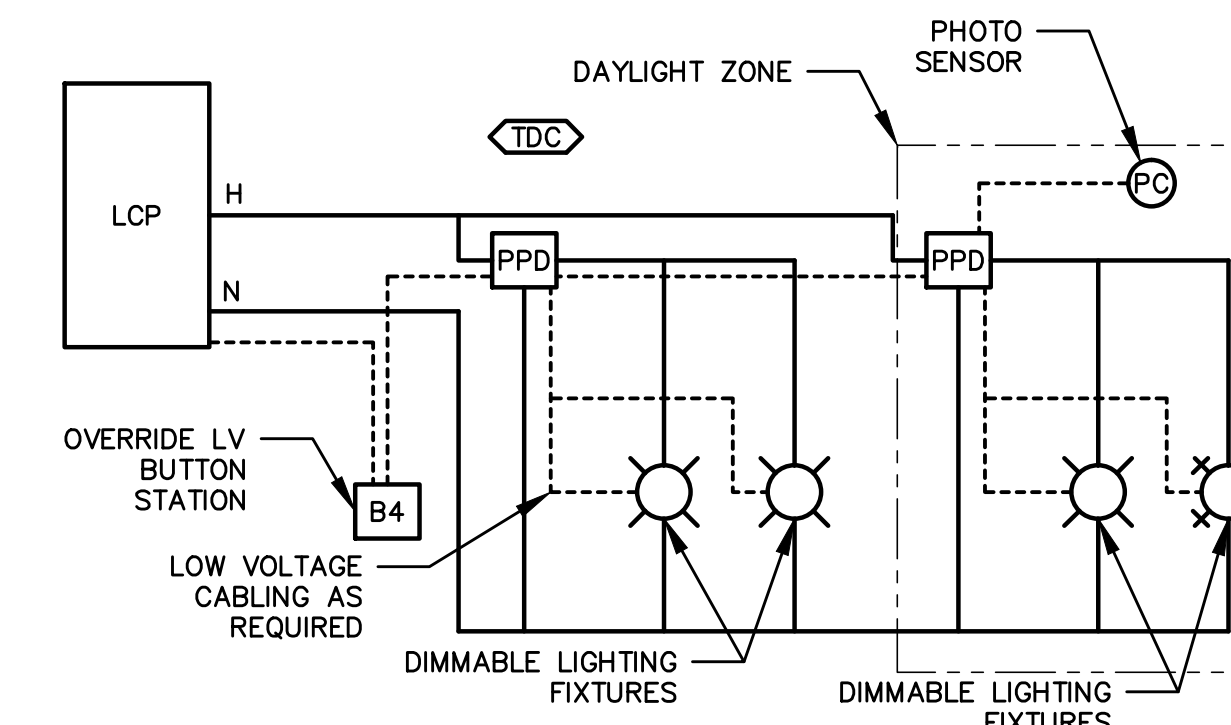 PHOTO
SENSOR
DAYLIGHT ZONE
TDC
PC
H
LCP
PPD
PPD
N
OVERRIDE LV
BUTTON
STATION
B4
LOW VOLTAGE
CABLING AS
REQUIRED
DIMMABLE LIGHTING
FIXTURES
DIMMABLE LIGHTING
FIXTURES